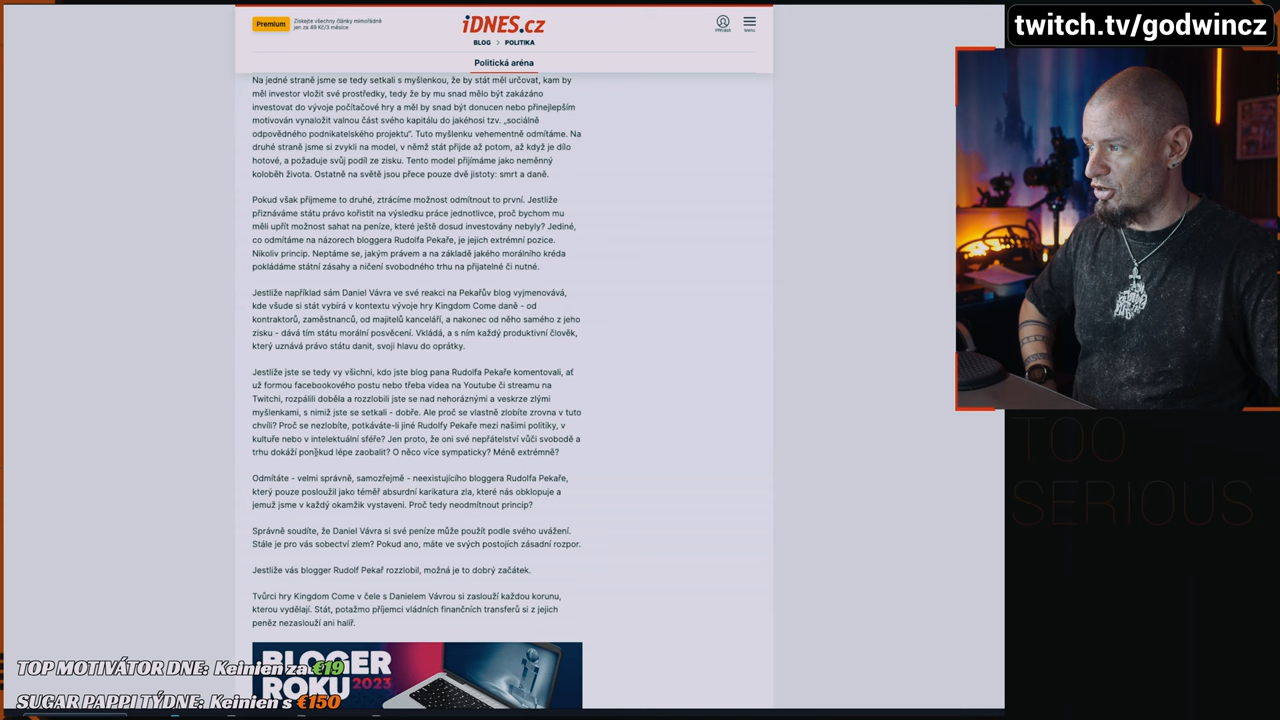 Premium
Získejte všechny články mimořádně
jen za 49 Kč/3 měsíce
iDNES.cz
Přihlásit
Menu
BLOG > POLITIKA
Politická aréna
Na jedné straně jsme se tedy setkali s myšlenkou, že by stát měl určovat, kam by
měl investor vložit své prostředky, tedy že by mu snad mělo být zakázáno
investovat do vývoje počítačové hry a měl by snad být donucen nebo přinejlepším
motivován vynaložit valnou část svého kapitálu do jakéhosi tzv. „sociálně
odpovědného podnikatelského projektu". Tuto myšlenku vehementně odmítáme. Na
druhé straně jsme si zvykli na model, v němž stát přijde až potom, až když je dílo
hotové, a požaduje svůj podíl ze zisku. Tento model přijímáme jako neměnný
koloběh života. Ostatně na světě jsou přece pouze dvě jistoty: smrt a daně.
Pokud však přijmeme to druhé, ztrácíme možnost odmítnout to první. Jestliže
přiznáváme státu právo kořistit na výsledku práce jednotlivce, proč bychom mu
měli upřít možnost sahat na peníze, které ještě dosud investovány nebyly? Jediné,
co odmítáme na názorech bloggera Rudolfa Pekaře, je jejich extrémní pozice.
Nikoliv princip. Neptáme se, jakým právem a na základě jakého morálního kréda
pokládáme státní zásahy a ničení svobodného trhu na přijatelné či nutné.
Jestliže například sám Daniel Vávra ve své reakci na Pekařův blog vyjmenovává,
kde všude si stát vybírá v kontextu vývoje hry Kingdom Come daně - od
kontraktorů, zaměstnanců, od majitelů kanceláří, a nakonec od něho samého z jeho
zisku - dává tím státu morální posvěcení. Vkládá, a s ním každý produktivní člověk,
který uznává právo státu danit, svoji hlavu do oprátky.
Jestliže jste se tedy vy všichni, kdo jste blog pana Rudolfa Pekaře komentovali, ať
už formou facebookového postu nebo třeba videa na Youtube či streamu na
Twitchi, rozpálili doběla a rozzlobili jste se nad nehoráznými a veskrze zlými
myšlenkami, s nimiž jste se setkali - dobře. Ale proč se vlastně zlobíte zrovna v tuto
chvíli? Proč se nezlobíte, potkáváte-li jiné Rudolfy Pekaře mezi našimi politiky, v
kultuře nebo v intelektuální sféře? Jen proto, že oni své nepřátelství vůči svobodě a
trhu dokáží poněkud lépe zaobalit? O něco více sympaticky? Méně extrémně?
Odmítáte - velmi správně, samozřejmě - neexistujícího bloggera Rudolfa Pekaře,
který pouze posloužil jako téměř absurdní karikatura zla, které nás obklopuje a
jemuž jsme v každý okamžik vystaveni. Proč tedy neodmítnout princip?
Správně soudíte, že Daniel Vávra si své peníze může použít podle svého uvážení.
Stále je pro vás sobectví zlem? Pokud ano, máte ve svých postojích zásadní rozpor.
Jestliže vás blogger Rudolf Pekař rozzlobil, možná je to dobrý začátek.
Tvůrci hry Kingdom Come v čele s Danielem Vávrou si zaslouží každou korunu,
kterou vydělají. Stát, potažmo příjemci vládních finančních transferů si z jejich
peněz nezaslouží ani halíř.
BLOGER
ROKU 2023
TOP MOTIVÁTOR DNE: Keinien za €19
SUGAR PAPPI TÝDNE: Keinien s €150
twitch.tv/godwincz
TOO
SERIOUS